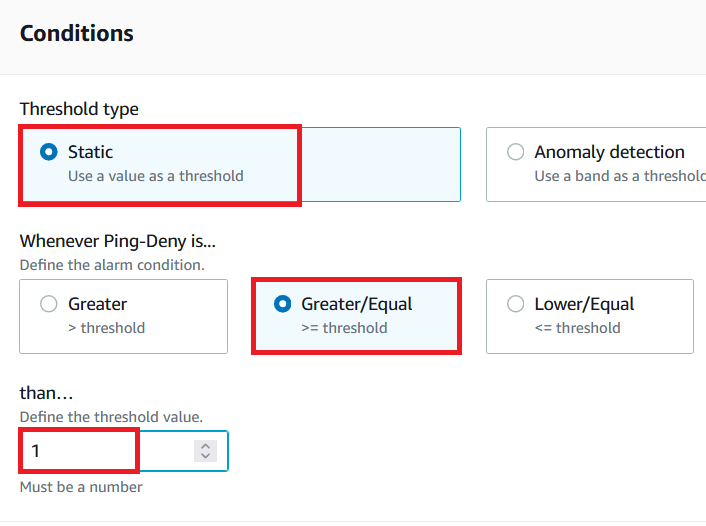 Conditions
Threshold type
Static
Use a value as a threshold
Anomaly detection
Use a band as a threshold
Whenever Ping-Deny is...
Define the alarm condition.
Greater
> threshold
Greater/Equal
>= threshold
Lower/Equal
<= threshold
than…
Define the threshold value.
1
Must be a number